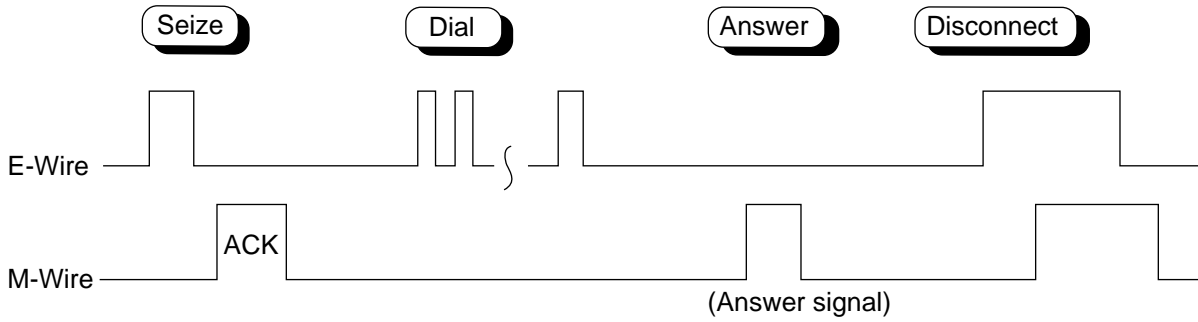 Seize
Dial
Answer
Disconnect
E-Wire
ACK
M-Wire
(Answer signal)